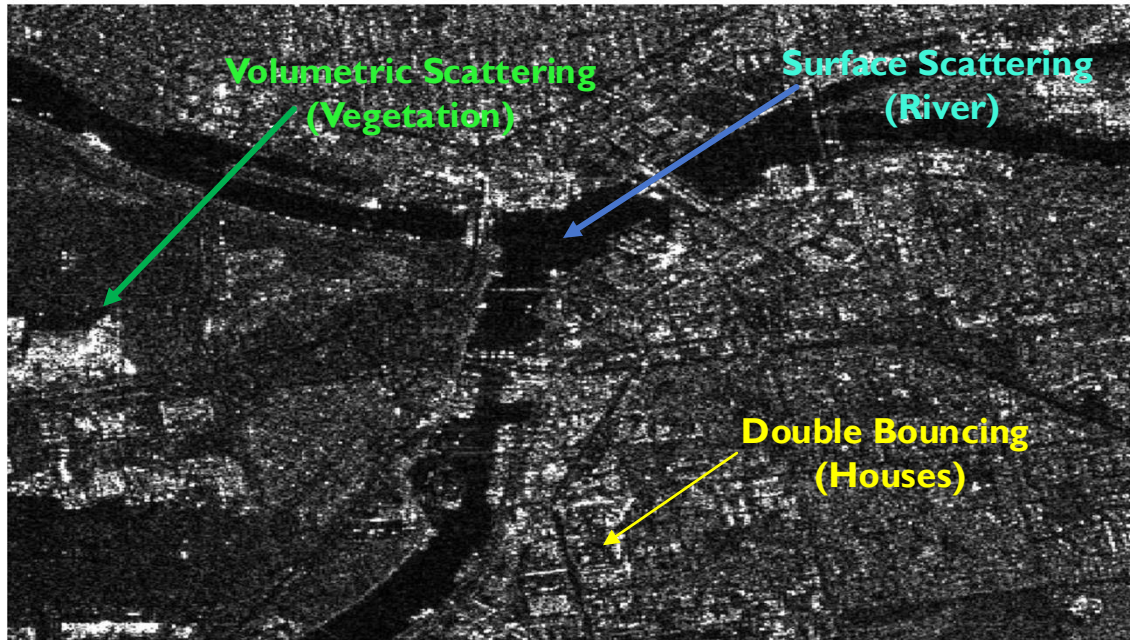 Volumetric Scattering
(Vegetation)
Surface Scattering
(River)
Double Bouncing
(Houses)